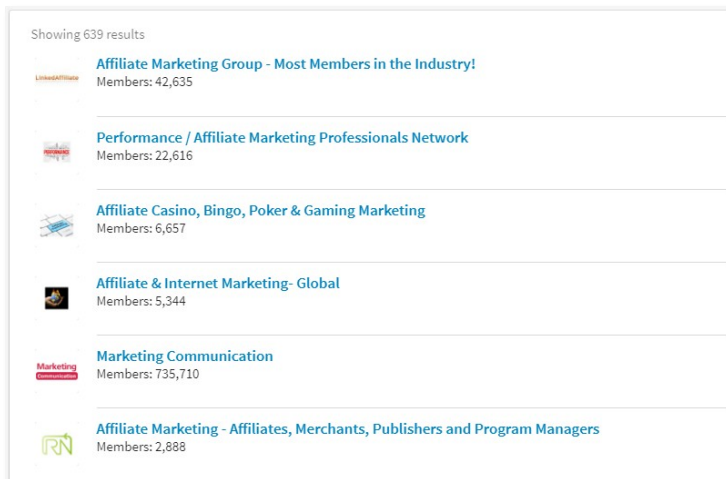 Showing 639 results
LinkedAffiliate
Affiliate Marketing Group - Most Members in the Industry!
Members: 42,635
PERFORMANCE
Performance / Affiliate Marketing Professionals Network
Members: 22,616
Affiliate Casino, Bingo, Poker & Gaming Marketing
Members: 6,657
Affiliate & Internet Marketing- Global
Members: 5,344
Marketing
Communication
Marketing Communication
Members: 735,710
RN
Affiliate Marketing - Affiliates, Merchants, Publishers and Program Managers
Members: 2,888